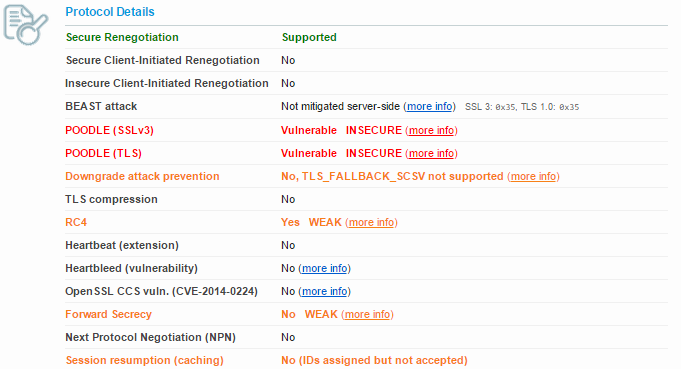 Protocol Details
Secure Renegotiation Supported
Secure Client-Initiated Renegotiation No
Insecure Client-Initiated Renegotiation No
BEAST attack Not mitigated server-side (more info) SSL 3: 0x35, TLS 1.0: 0x35
POODLE (SSLv3) Vulnerable INSECURE (more info)
POODLE (TLS) Vulnerable INSECURE (more info)
Downgrade attack prevention No, TLS_FALLBACK_SCSV not supported (more info)
TLS compression No
RC4 Yes WEAK (more info)
Heartbeat (extension) No
Heartbleed (vulnerability) No (more info)
OpenSSL CCS vuln. (CVE-2014-0224) No (more info)
Forward Secrecy No WEAK (more info)
Next Protocol Negotiation (NPN) No
Session resumption (caching) No (IDs assigned but not accepted)